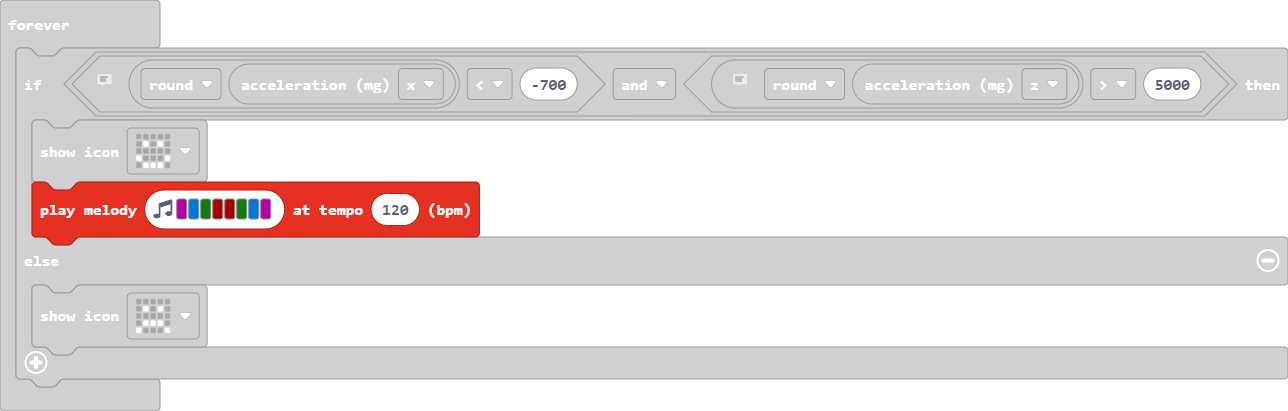 forever
if round acceleration (mg) x < -700 and round acceleration (mg) z > 5000 then
show icon
play melody at tempo 120 (bpm)
else
show icon